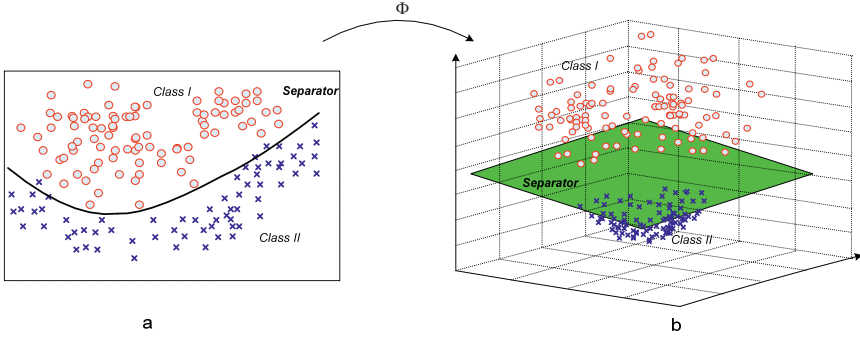 Φ
Class I
Separator
Class II
a
Class I
Separator
Class II
b